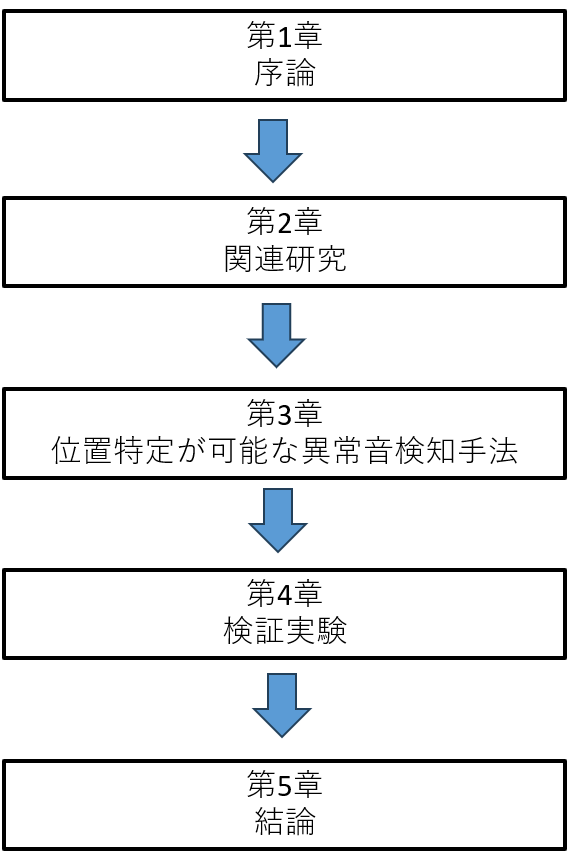 第1章
序論
第2章
関連研究
第3章
位置特定が可能な異常音検知手法
第4章
検証実験
第5章
結論